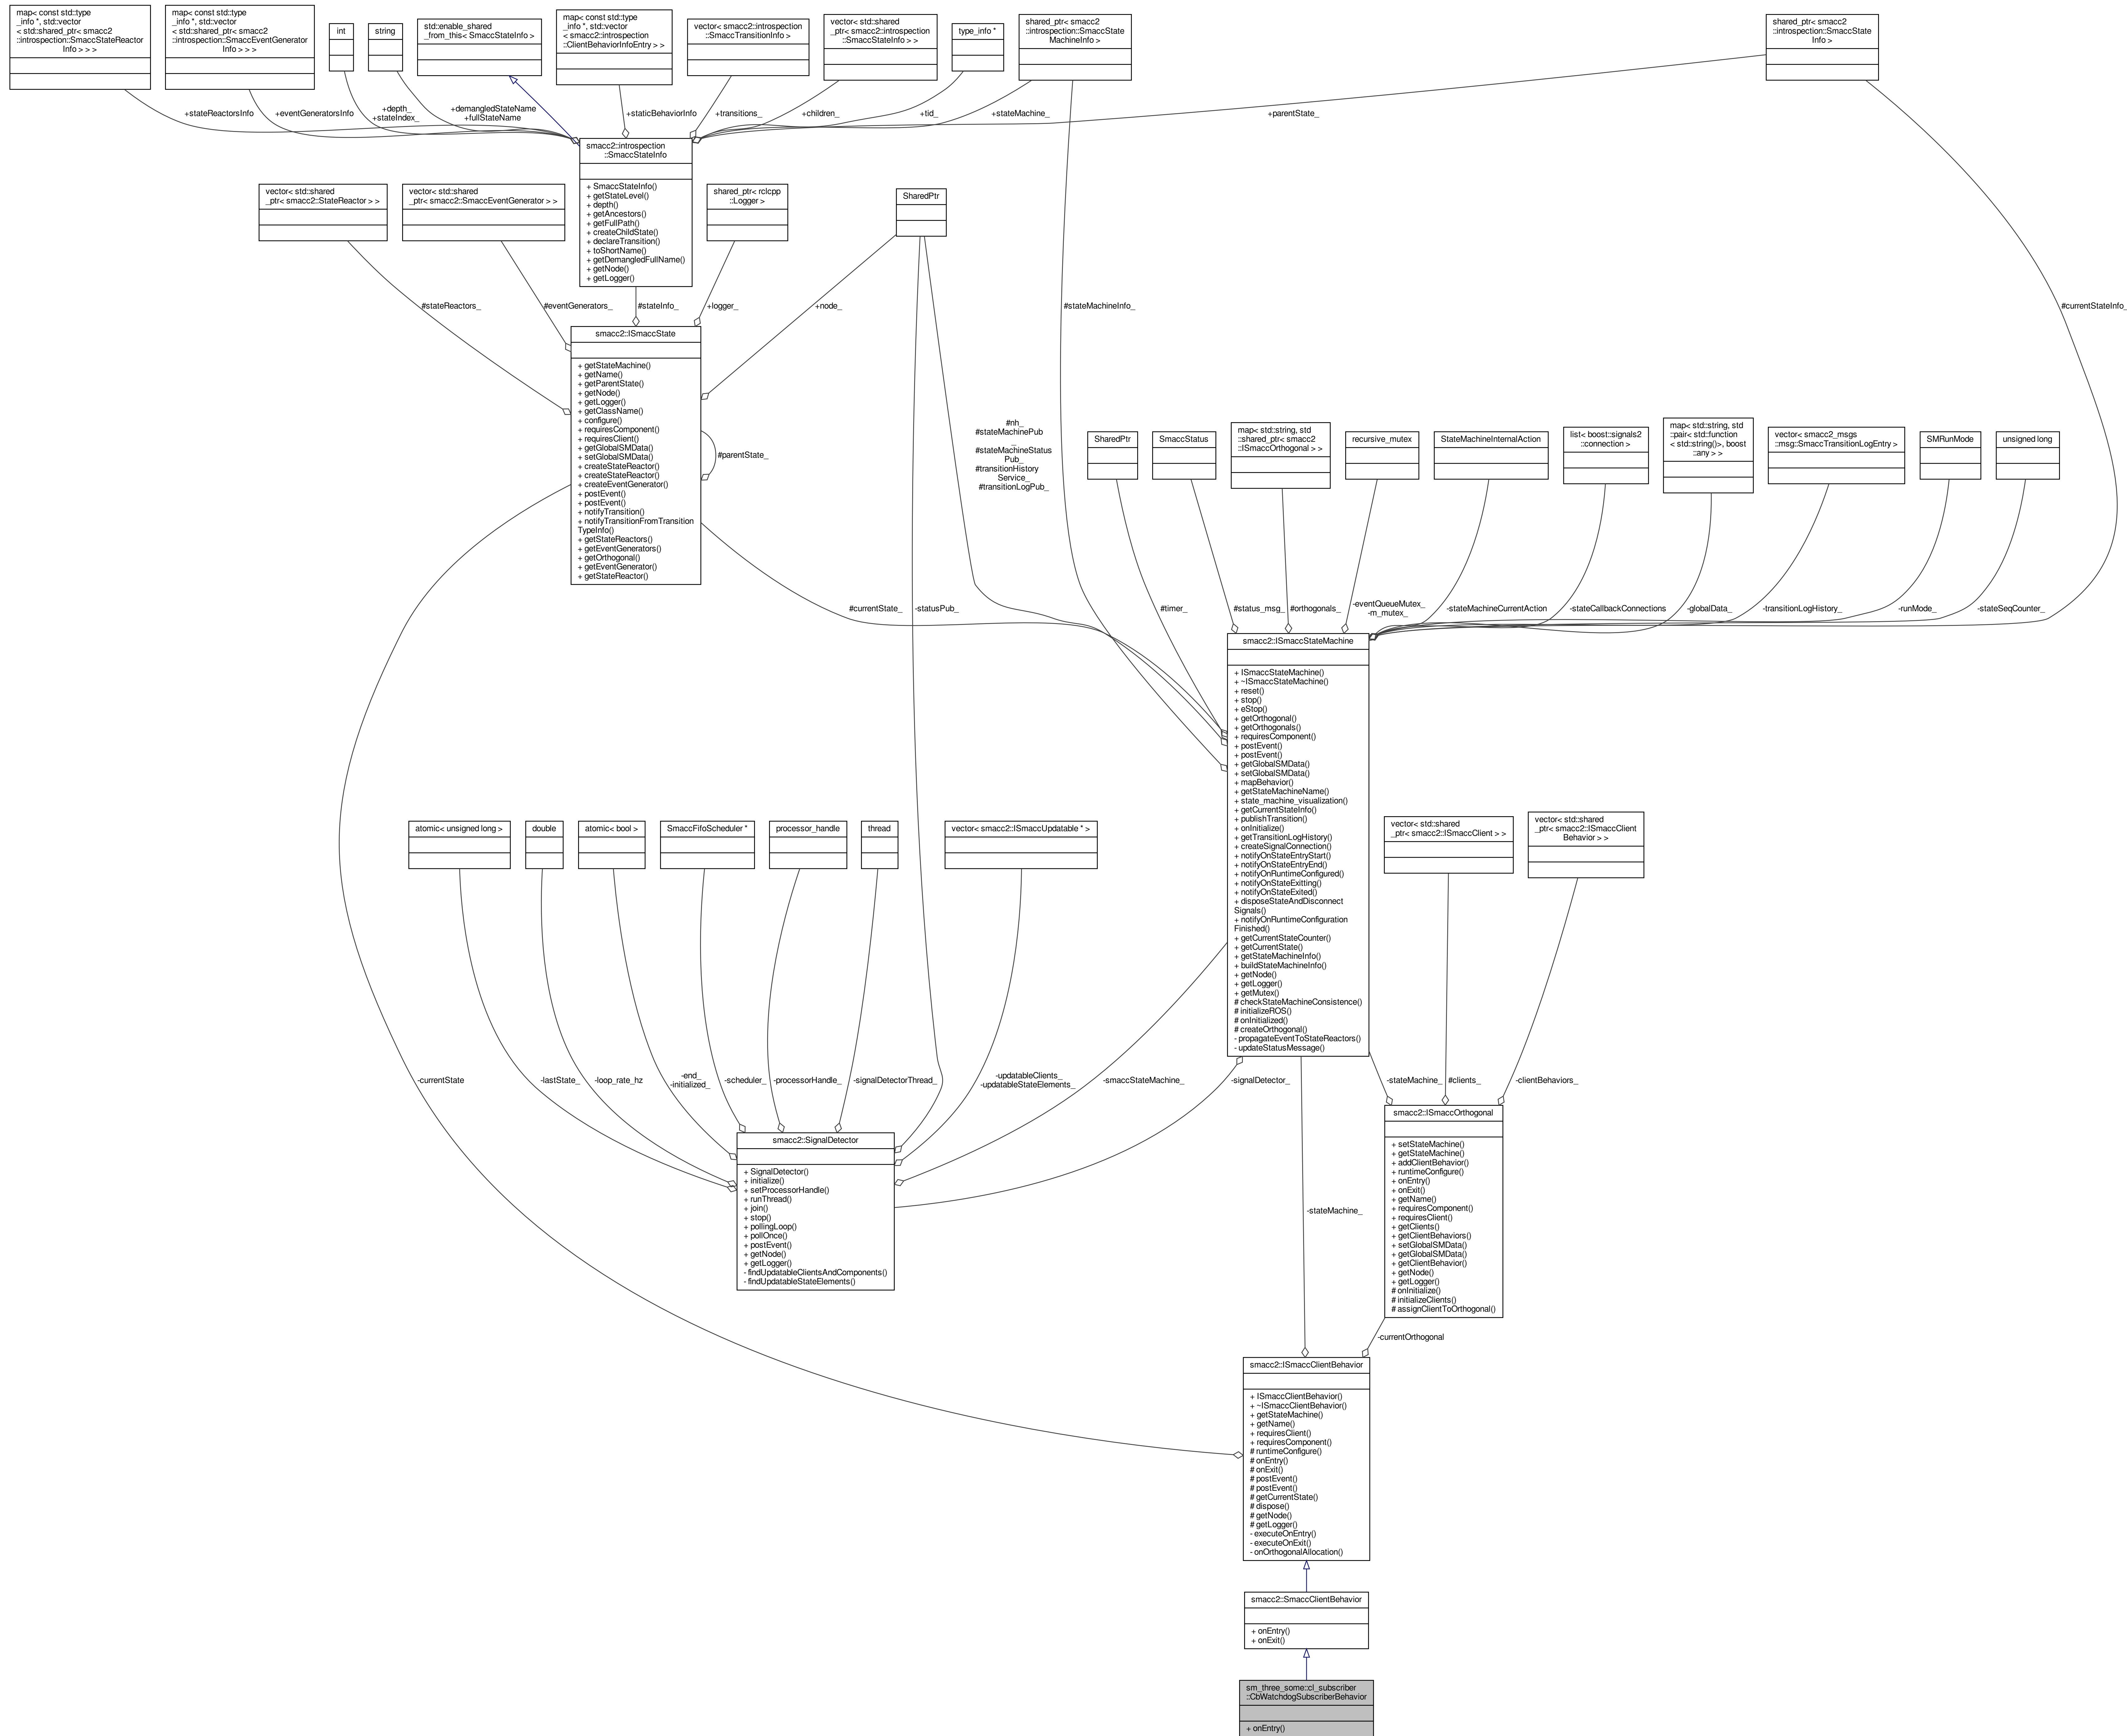 map< const std::type
_info *, std::vector
< std::shared_ptr< smacc2
::introspection::SmaccStateReactor
Info > > >
map< const std::type
_info *, std::vector
< std::shared_ptr< smacc2
::introspection::SmaccEventGenerator
Info > > >
int
string
std::enable_shared
_from_this< SmaccStateInfo >
map< const std::type
_info *, std::vector
< smacc2::introspection
::ClientBehaviorInfoEntry > >
vector< smacc2::introspection
::SmaccTransitionInfo >
vector< std::shared
_ptr< smacc2::introspection
::SmaccStateInfo > >
type_info *
shared_ptr< smacc2
::introspection::SmaccState
MachineInfo >
shared_ptr< smacc2
::introspection::SmaccState
Info >
+stateReactorsInfo
+eventGeneratorsInfo
+depth_
+stateIndex_
+demangledStateName
+fullStateName
+staticBehaviorInfo
+transitions_
+children_
+tid_
+stateMachine_
+parentState_
smacc2::introspection
::SmaccStateInfo
+ SmaccStateInfo()
+ getStateLevel()
+ depth()
+ getAncestors()
+ getFullPath()
+ createChildState()
+ declareTransition()
+ toShortName()
+ getDemangledFullName()
+ getNode()
+ getLogger()
vector< std::shared
_ptr< smacc2::StateReactor > >
vector< std::shared
_ptr< smacc2::SmaccEventGenerator > >
shared_ptr< rclcpp
::Logger >
SharedPtr
#stateReactors_
#eventGenerators_
#stateInfo_
+logger_
+node_
#stateMachineInfo_
#currentStateInfo_
smacc2::ISmaccState
+ getStateMachine()
+ getName()
+ getParentState()
+ getNode()
+ getLogger()
+ getClassName()
+ configure()
+ requiresComponent()
+ requiresClient()
+ getGlobalSMData()
+ setGlobalSMData()
+ createStateReactor()
+ createStateReactor()
+ createEventGenerator()
+ postEvent()
+ postEvent()
+ notifyTransition()
+ notifyTransitionFromTransition
TypeInfo()
+ getStateReactors()
+ getEventGenerators()
+ getOrthogonal()
+ getEventGenerator()
+ getStateReactor()
#parentState_
#nh_
#stateMachinePub
_
#stateMachineStatus
Pub_
#transitionHistory
Service_
#transitionLogPub_
SharedPtr
SmaccStatus
map< std::string, std
::shared_ptr< smacc2
::ISmaccOrthogonal > >
recursive_mutex
StateMachineInternalAction
list< boost::signals2
::connection >
map< std::string, std
::pair< std::function
< std::string()>, boost
::any > >
vector< smacc2_msgs
::msg::SmaccTransitionLogEntry >
SMRunMode
unsigned long
#currentState_
-statusPub_
#timer_
#status_msg_
#orthogonals_
-eventQueueMutex_
-m_mutex_
-stateMachineCurrentAction
-stateCallbackConnections
-globalData_
-transitionLogHistory_
-runMode_
-stateSeqCounter_
smacc2::ISmaccStateMachine
+ ISmaccStateMachine()
+ ~ISmaccStateMachine()
+ reset()
+ stop()
+ eStop()
+ getOrthogonal()
+ getOrthogonals()
+ requiresComponent()
+ postEvent()
+ postEvent()
+ getGlobalSMData()
+ setGlobalSMData()
+ mapBehavior()
+ getStateMachineName()
+ state_machine_visualization()
+ getCurrentStateInfo()
+ publishTransition()
+ onInitialize()
+ getTransitionLogHistory()
+ createSignalConnection()
+ notifyOnStateEntryStart()
+ notifyOnStateEntryEnd()
+ notifyOnRuntimeConfigured()
+ notifyOnStateExitting()
+ notifyOnStateExited()
+ disposeStateAndDisconnect
Signals()
+ notifyOnRuntimeConfiguration
Finished()
+ getCurrentStateCounter()
+ getCurrentState()
+ getStateMachineInfo()
+ buildStateMachineInfo()
+ getNode()
+ getLogger()
+ getMutex()
# checkStateMachineConsistence()
# initializeROS()
# onInitialized()
# createOrthogonal()
- propagateEventToStateReactors()
- updateStatusMessage()
atomic< unsigned long >
double
atomic< bool >
SmaccFifoScheduler *
processor_handle
thread
vector< smacc2::ISmaccUpdatable * >
vector< std::shared
_ptr< smacc2::ISmaccClient > >
vector< std::shared
_ptr< smacc2::ISmaccClient
Behavior > >
-currentState
-lastState_
-loop_rate_hz
-end_
-initialized_
-scheduler_
-processorHandle_
-signalDetectorThread_
-updatableClients_
-updatableStateElements_
-smaccStateMachine_
-signalDetector_
-stateMachine_
#clients_
-clientBehaviors_
smacc2::SignalDetector
+ SignalDetector()
+ initialize()
+ setProcessorHandle()
+ runThread()
+ join()
+ stop()
+ pollingLoop()
+ pollOnce()
+ postEvent()
+ getNode()
+ getLogger()
- findUpdatableClientsAndComponents()
- findUpdatableStateElements()
smacc2::ISmaccOrthogonal
+ setStateMachine()
+ getStateMachine()
+ addClientBehavior()
+ runtimeConfigure()
+ onEntry()
+ onExit()
+ getName()
+ requiresComponent()
+ requiresClient()
+ getClients()
+ getClientBehaviors()
+ setGlobalSMData()
+ getGlobalSMData()
+ getClientBehavior()
+ getNode()
+ getLogger()
# onInitialize()
# initializeClients()
# assignClientToOrthogonal()
-stateMachine_
-currentOrthogonal
smacc2::ISmaccClientBehavior
+ ISmaccClientBehavior()
+ ~ISmaccClientBehavior()
+ getStateMachine()
+ getName()
+ requiresClient()
+ requiresComponent()
# runtimeConfigure()
# onEntry()
# onExit()
# postEvent()
# postEvent()
# getCurrentState()
# dispose()
# getNode()
# getLogger()
- executeOnEntry()
- executeOnExit()
- onOrthogonalAllocation()
smacc2::SmaccClientBehavior
+ onEntry()
+ onExit()
sm_three_some::cl_subscriber
::CbWatchdogSubscriberBehavior
+ onEntry()